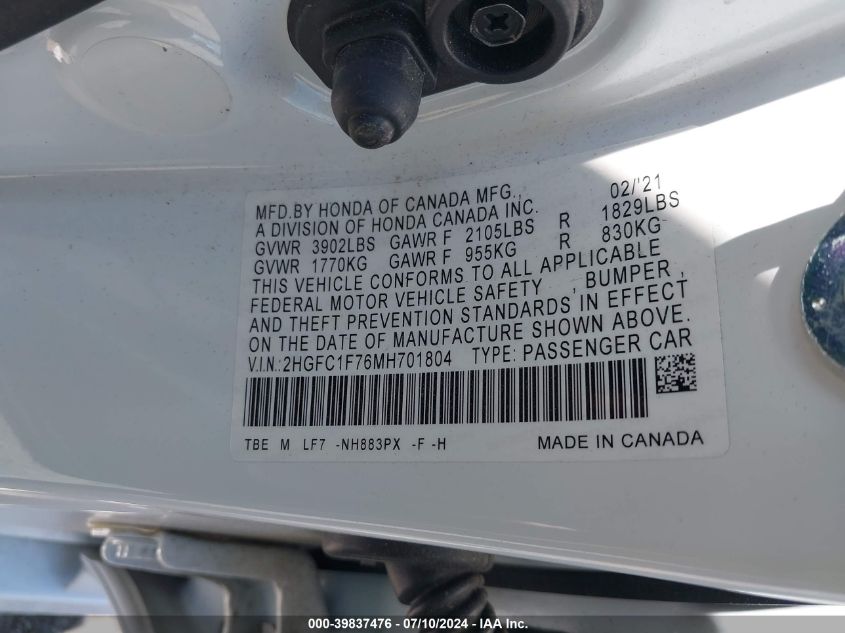 MFD.BY HONDA OF CANADA MFG. 02/'21
A DIVISION OF HONDA CANADA INC.
GVWR 3902LBS GAWR F 2105LBS R 1829LBS
GVWR 1770KG GAWR F 955KG R 830KG
THIS VEHICLE CONFORMS TO ALL APPLICABLE
FEDERAL MOTOR VEHICLE SAFETY , BUMPER ,
AND THEFT PREVENTION STANDARDS IN EFFECT
ON THE DATE OF MANUFACTURE SHOWN ABOVE.
V.I.N.:2HGFC1F76MH701804 TYPE: PASSENGER CAR
TBE M LF7 -NH883PX -F -H MADE IN CANADA
000-39837476 - 07/10/2024 - IAA Inc.